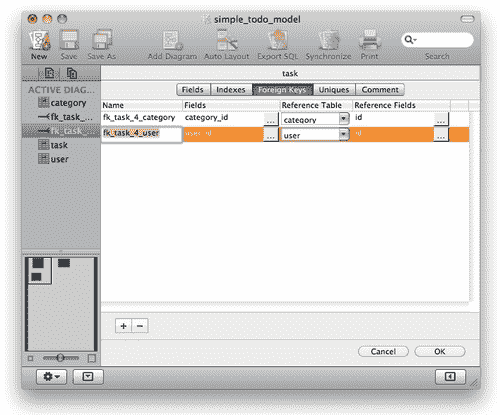 simple_todo_model
New Save Save As Add Diagram Auto Layout Export SQL Synchronize Print Search
task
Fields Indexes Foreign Keys Uniques Comment
ACTIVE DIAG...
category
fk_task_...
fk_task_...
task
user
Name Fields Reference Table Reference Fields
fk_task_4_category category_id ... category id ...
fk_task_4_user user_id ... user id ...
+ −
Cancel OK